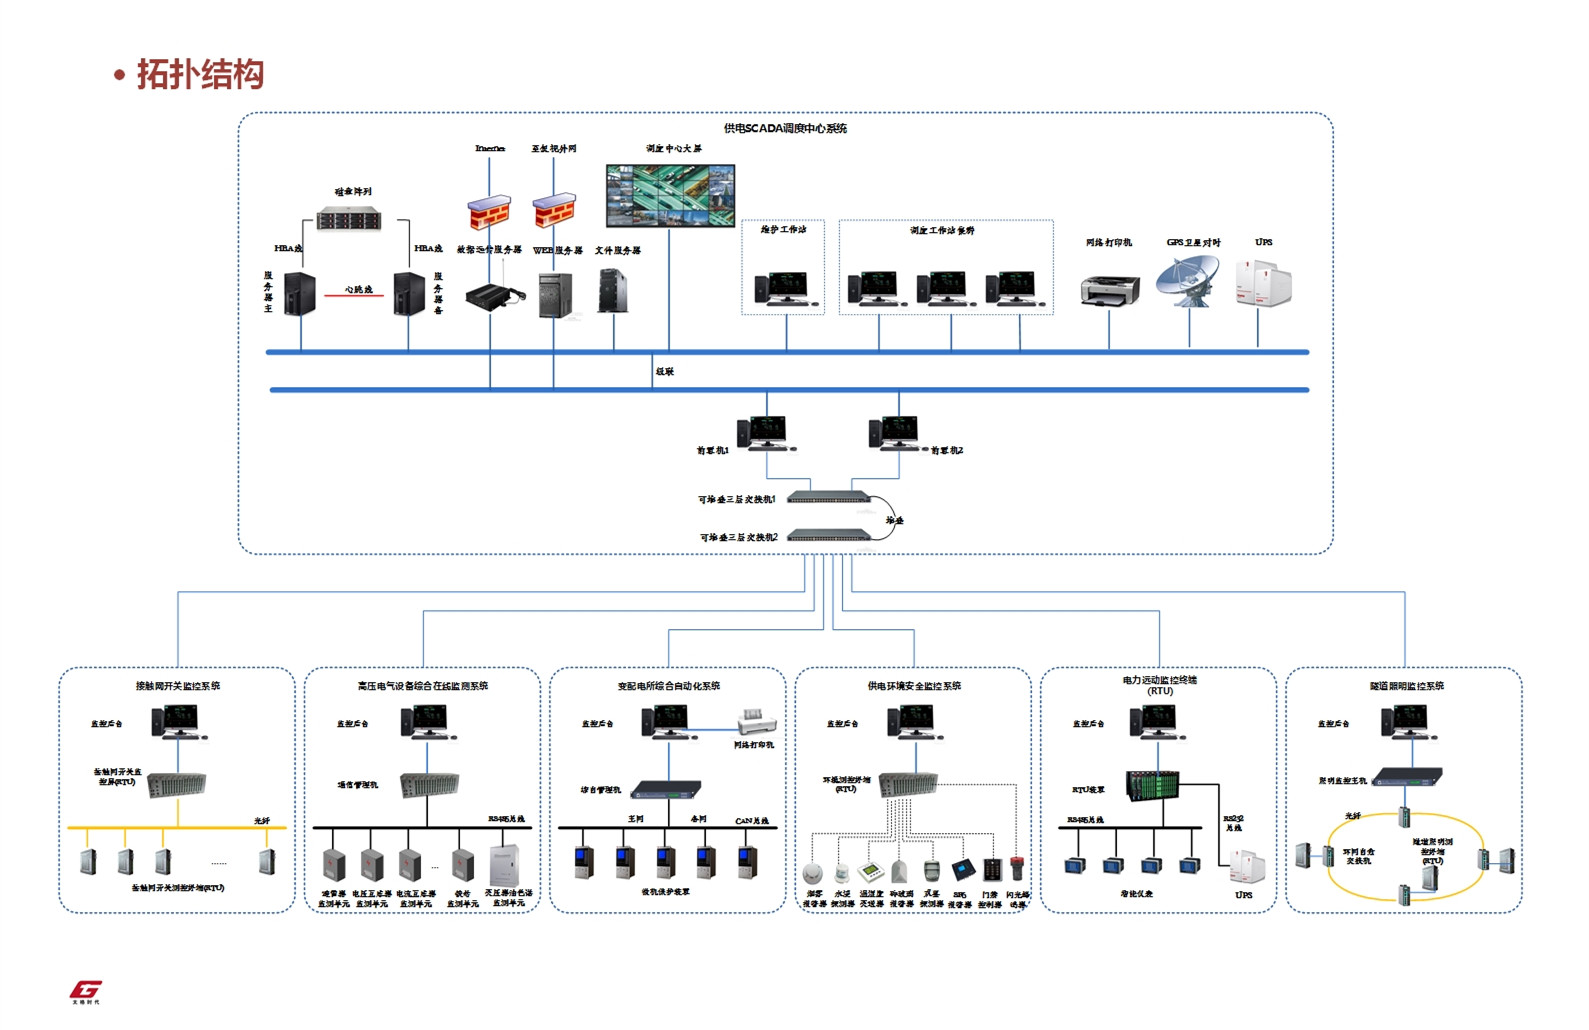 • 拓扑结构
供电SCADA调度中心系统
Internet
至复视外网
调度中心大屏
磁盘阵列
HBA线
HBA线
数据通信服务器
WEB服务器
文件服务器
维护工作站
调度工作站集群
网络打印机
GPS卫星对时
UPS
服务器主
心跳线
服务器备
级联
前置机1
前置机2
可堆叠三层交换机1
堆叠
可堆叠三层交换机2
接触网开关监控系统
监控后台
接触网开关监
控屏(RTU)
光纤
......
接触网开关测控终端(RTU)
高压电气设备综合在线监测系统
监控后台
通信管理机
RS485总线
...
避雷器
监测单元
电压互感器
监测单元
电流互感器
监测单元
铁芯
监测单元
变压器油色谱
监测单元
变配电所综合自动化系统
监控后台
网络打印机
综自管理机
主网
备网
CAN总线
微机保护装置
供电环境安全监控系统
监控后台
环境测控终端
(RTU)
烟雾
报警器
水浸
探测器
温湿度
变送器
碎玻璃
报警器
双鉴
探测器
SF6
报警器
门禁
控制器
电力远动监控终端
(RTU)
监控后台
RTU装置
RS485总线
RS232
总线
智能仪表
UPS
隧道照明监控系统
监控后台
照明监控主机
光纤
环网自愈
交换机
隧道照明测
控终端
(RTU)
文格时代